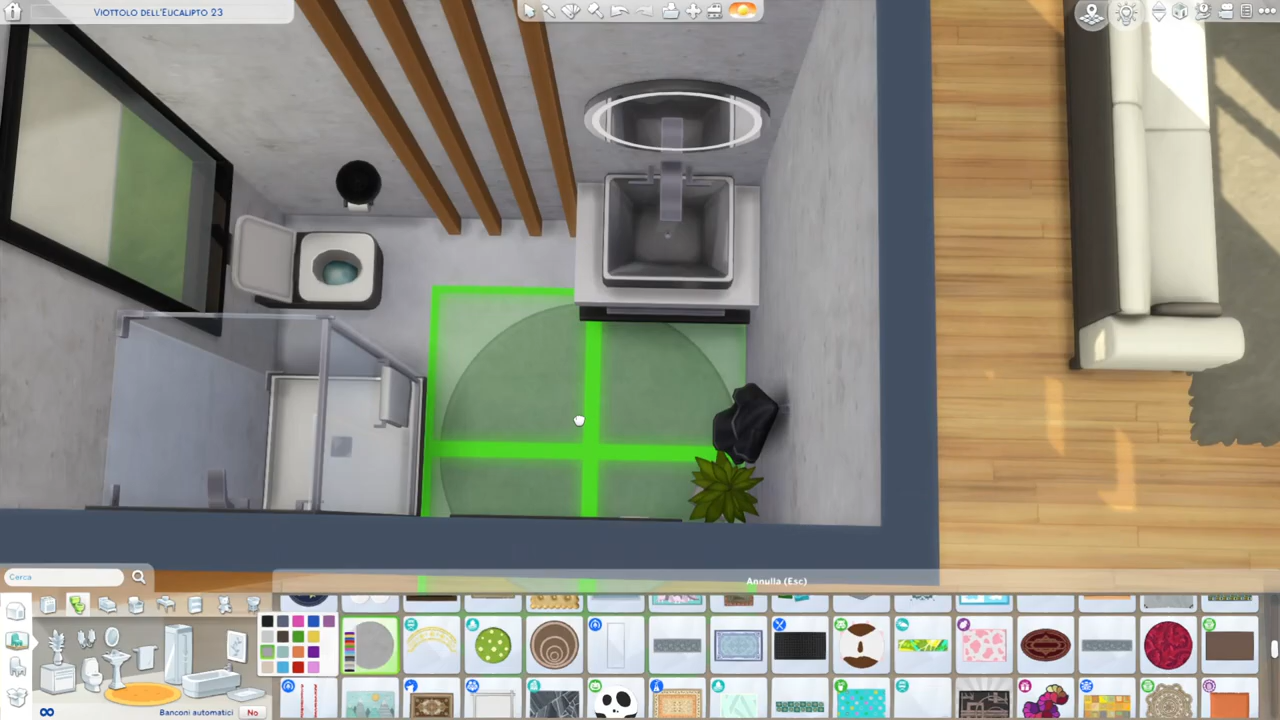 Viottolo dell'Eucalipto 23
Cerca
Annulla (Esc)
Banconi automatici No